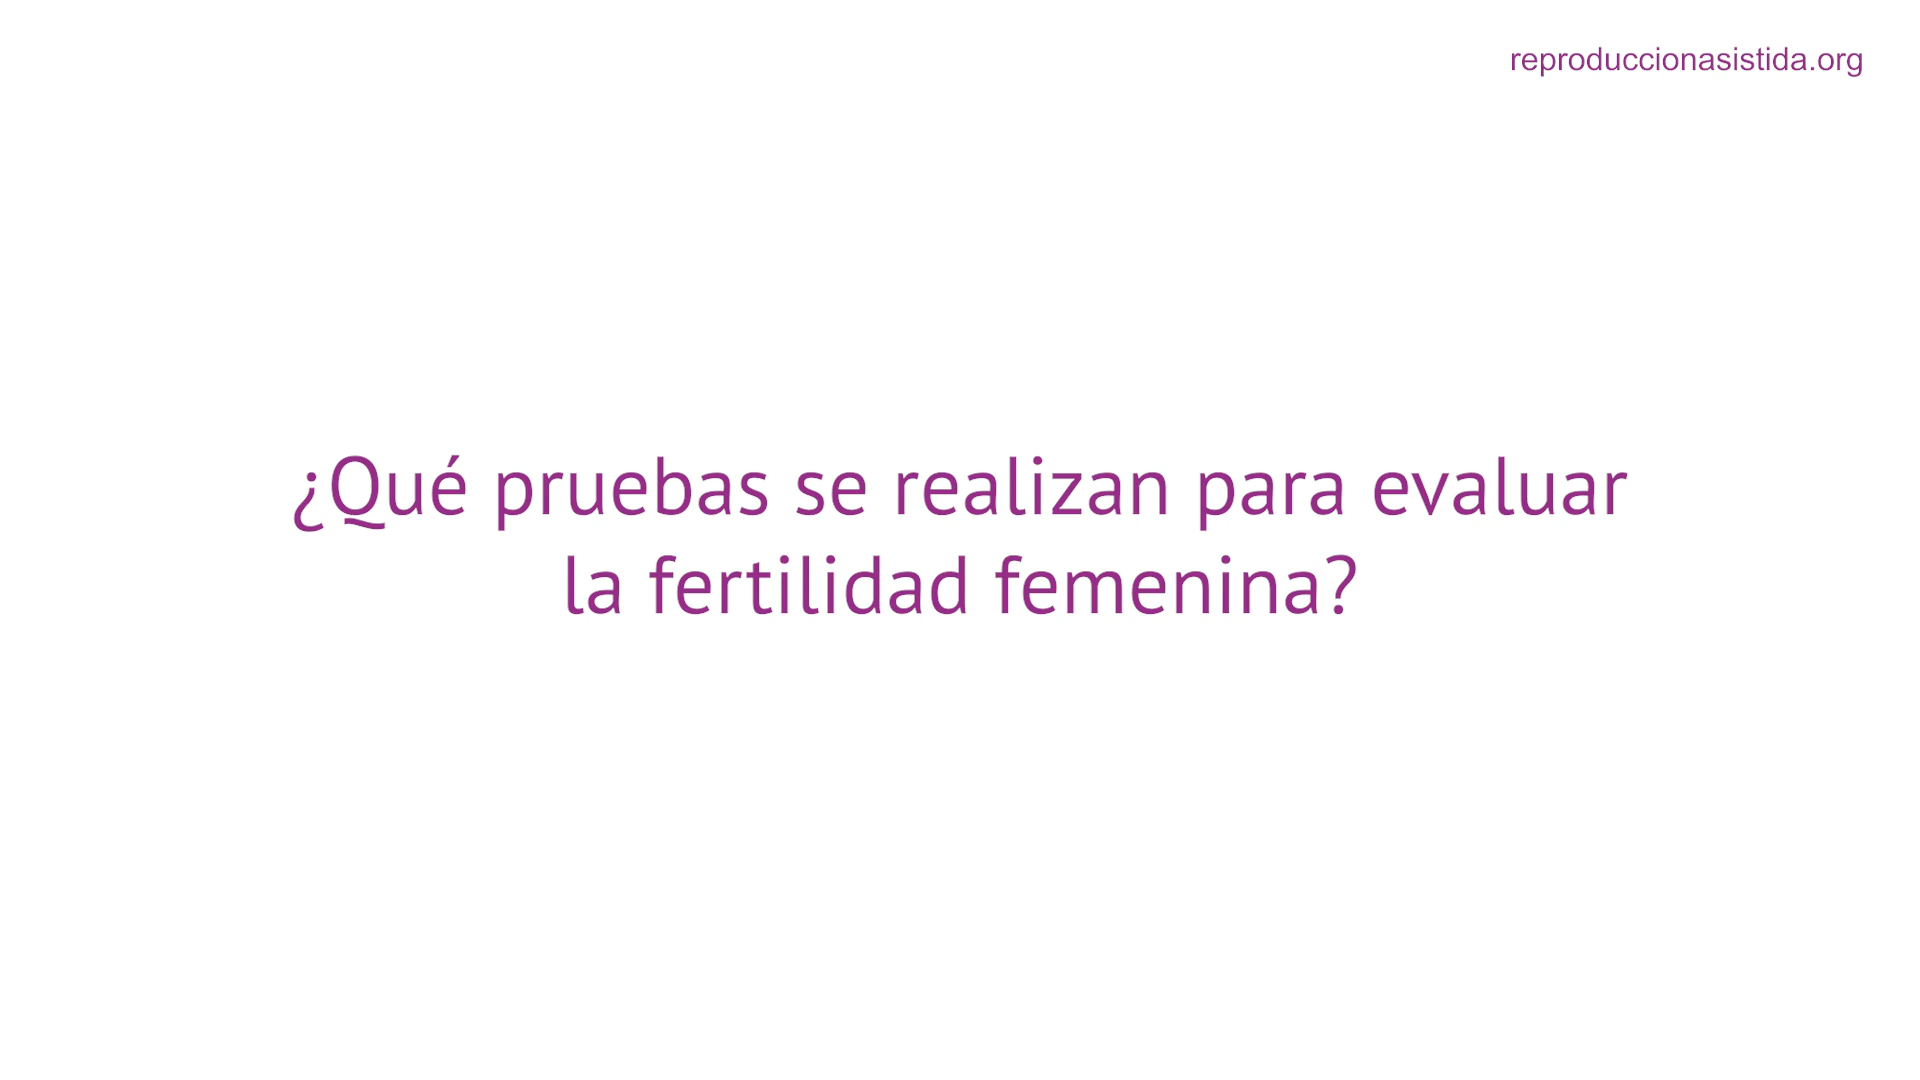 reproduccionasistida.org
¿Qué pruebas se realizan para evaluar
la fertilidad femenina?